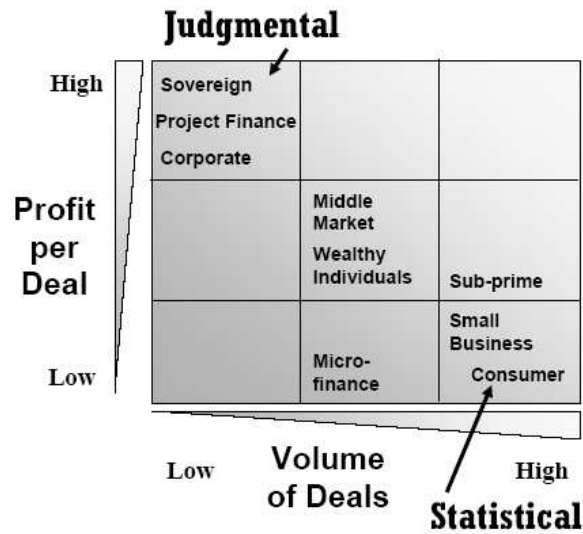 Judgmental
High
Sovereign
Project Finance
Corporate
Profit
per
Deal
Middle
Market
Wealthy
Individuals
Sub-prime
Small
Business
Low
Micro-
finance
Consumer
Low
Volume
of Deals
High
Statistical